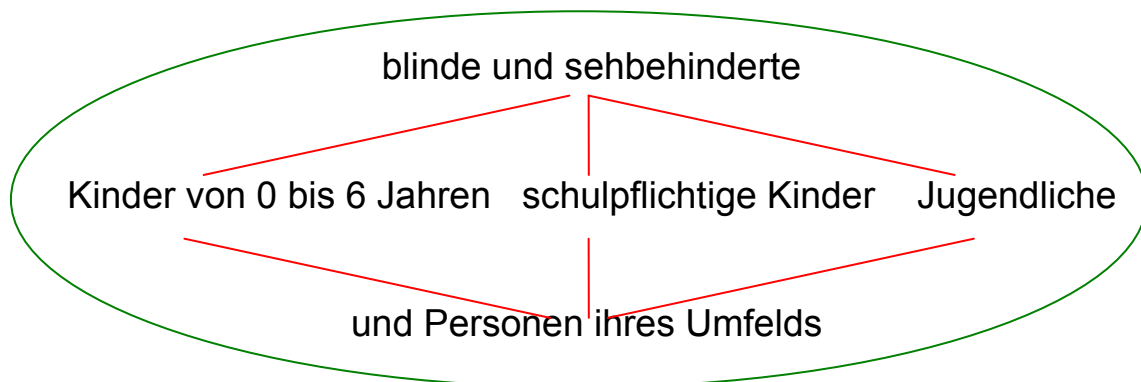 blinde und sehbehinderte
Kinder von 0 bis 6 Jahren schulpflichtige Kinder Jugendliche
und Personen ihres Umfelds